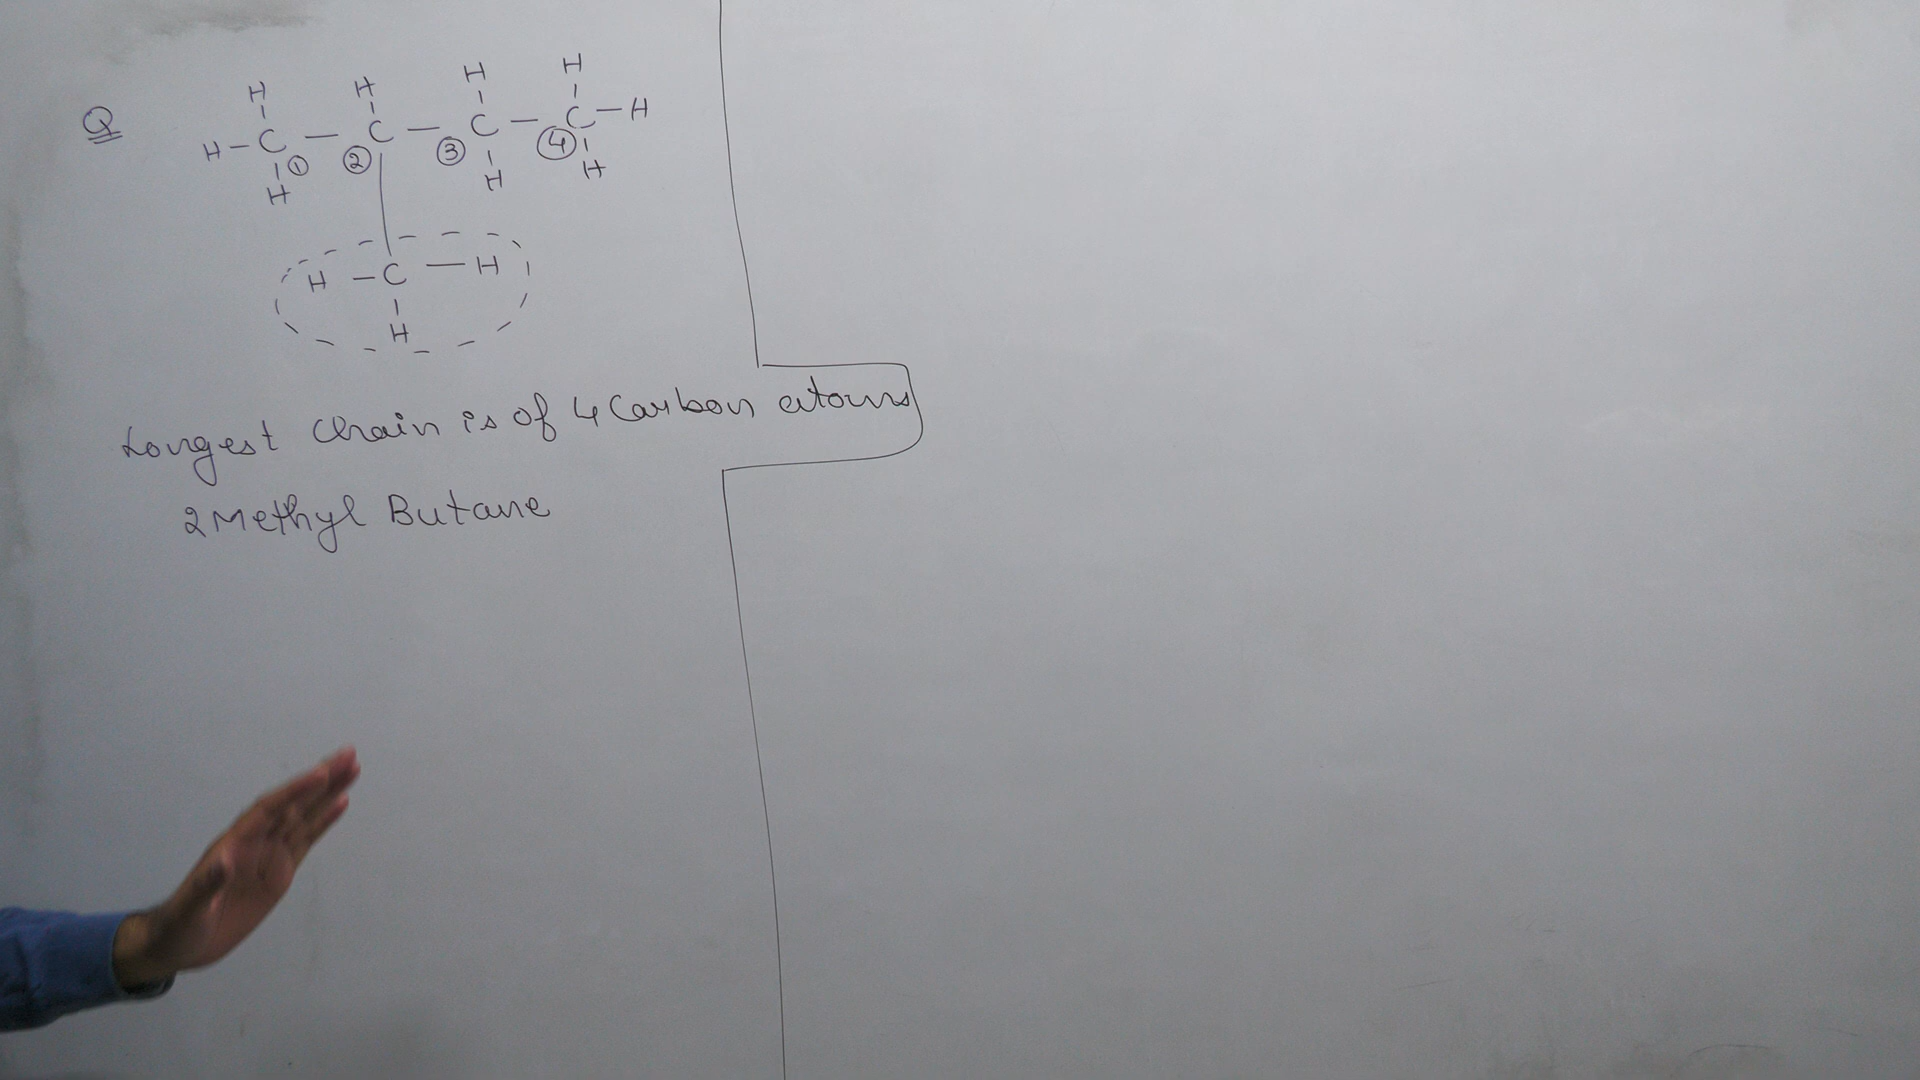 H H H H
Q H-C-C-C-C-H
① ② ③ ④
H H H
H-C-H
H
Longest Chain is of 4 Carbon atoms
2 Methyl Butane